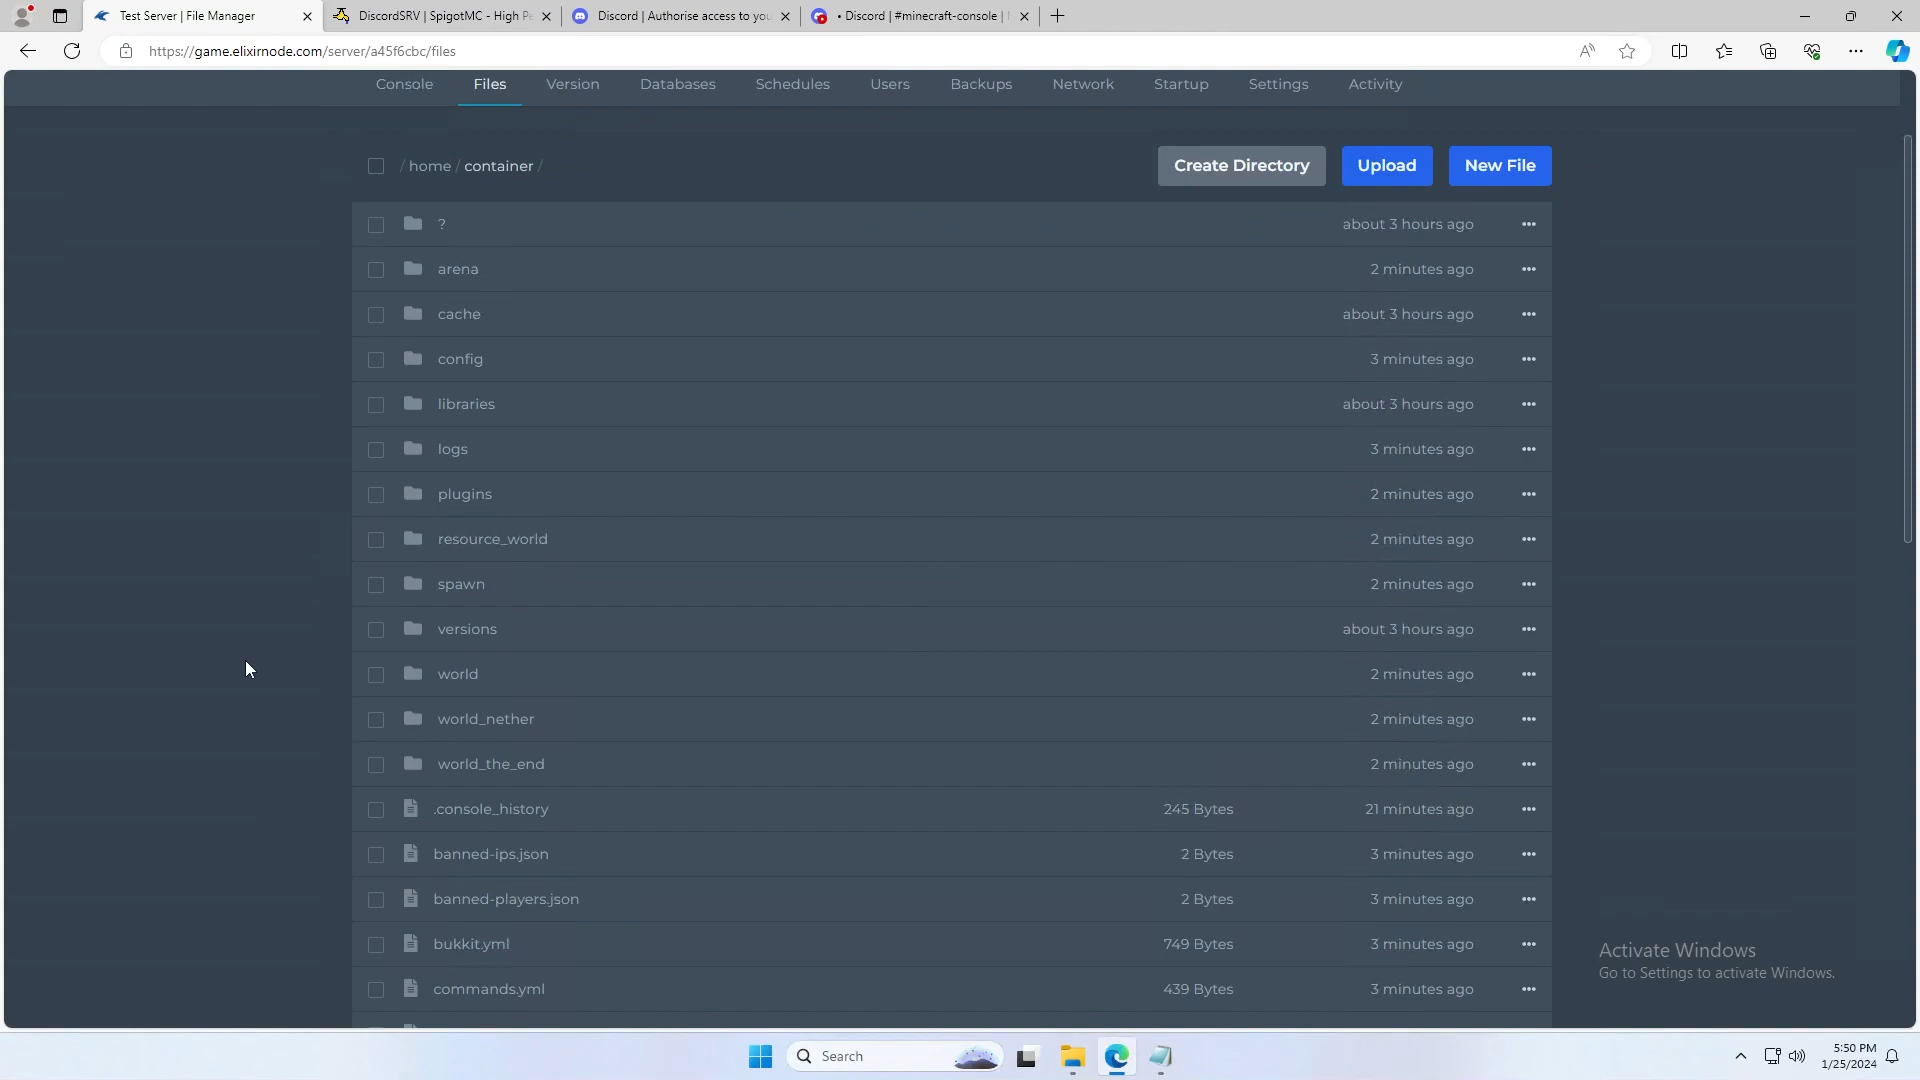 Test Server | File Manager
DiscordSRV | SpigotMC - High Pe
Discord | Authorise access to you
• Discord | #minecraft-console |
https://game.elixirnode.com/server/a45f6cbc/files
Console Files Version Databases Schedules Users Backups Network Startup Settings Activity
/ home / container /
Create Directory Upload New File
? about 3 hours ago
arena 2 minutes ago
cache about 3 hours ago
config 3 minutes ago
libraries about 3 hours ago
logs 3 minutes ago
plugins 2 minutes ago
resource_world 2 minutes ago
spawn 2 minutes ago
versions about 3 hours ago
world 2 minutes ago
world_nether 2 minutes ago
world_the_end 2 minutes ago
.console_history 245 Bytes 21 minutes ago
banned-ips.json 2 Bytes 3 minutes ago
banned-players.json 2 Bytes 3 minutes ago
bukkit.yml 749 Bytes 3 minutes ago
commands.yml 439 Bytes 3 minutes ago
Activate Windows
Go to Settings to activate Windows.
Search
5:50 PM
1/25/2024